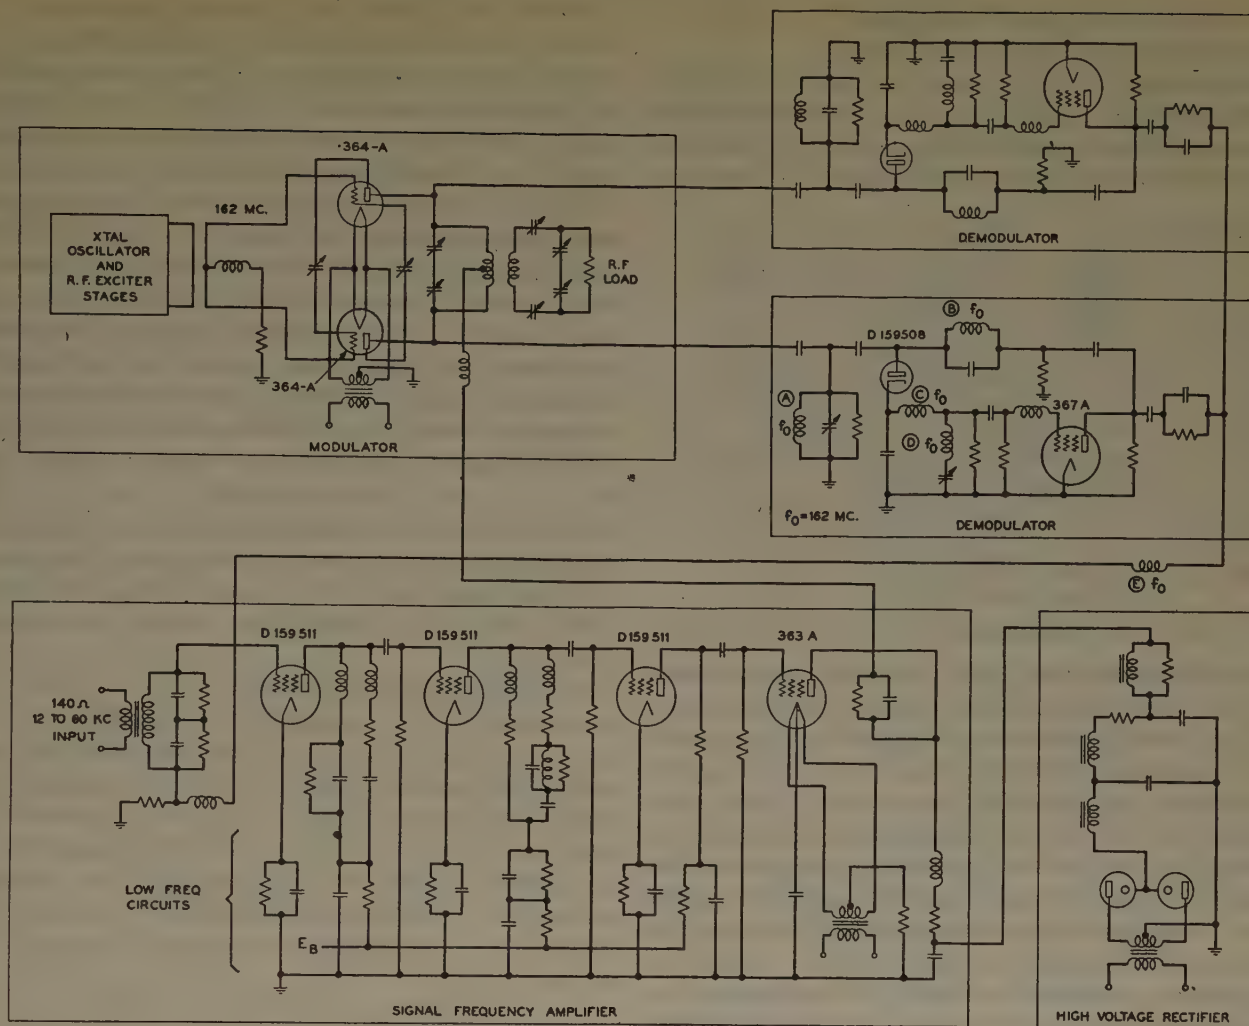 364-A
162 MC.
XTAL
OSCILLATOR
AND
R.F. EXCITER
STAGES
R.F
LOAD
364-A
MODULATOR
DEMODULATOR
B f₀
D 159508
A
f₀
C f₀
D f₀
367 A
f₀=162 MC.
DEMODULATOR
E f₀
D 159 511
D 159 511
D 159 511
363 A
140 Ω
12 TO 60 KC
INPUT
LOW FREQ
CIRCUITS
E_B
SIGNAL FREQUENCY AMPLIFIER
HIGH VOLTAGE RECTIFIER